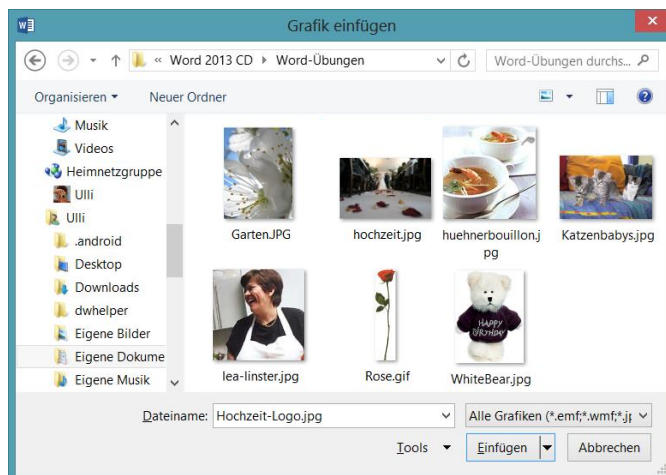 Grafik einfügen
« Word 2013 CD Word-Übungen
Word-Übungen durchs...
Organisieren
Neuer Ordner
Musik
Videos
Heimnetzgruppe
Ulli
Ulli
.android
Desktop
Downloads
dwhelper
Eigene Bilder
Eigene Dokume
Eigene Musik
Garten.JPG
hochzeit.jpg
huehnerbouillon.j
pg
Katzenbabys.jpg
HAPPY
BIRTHDAY
lea-linster.jpg
Rose.gif
WhiteBear.jpg
Dateiname: Hochzeit-Logo.jpg
Alle Grafiken (*.emf;*.wmf;*.jp
Tools
Einfügen
Abbrechen